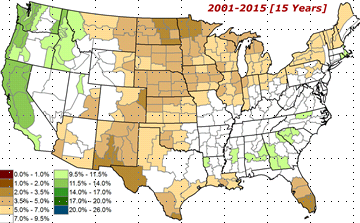 2001-2015 [15 Years]
0.0% - 1.0%
1.0% - 2.0%
2.0% - 3.5%
3.5% - 5.0%
5.0% - 7.0%
7.0% - 9.5%
9.5% - 11.5%
11.5% - 14.0%
14.0% - 17.0%
17.0% - 20.0%
20.0% - 26.0%